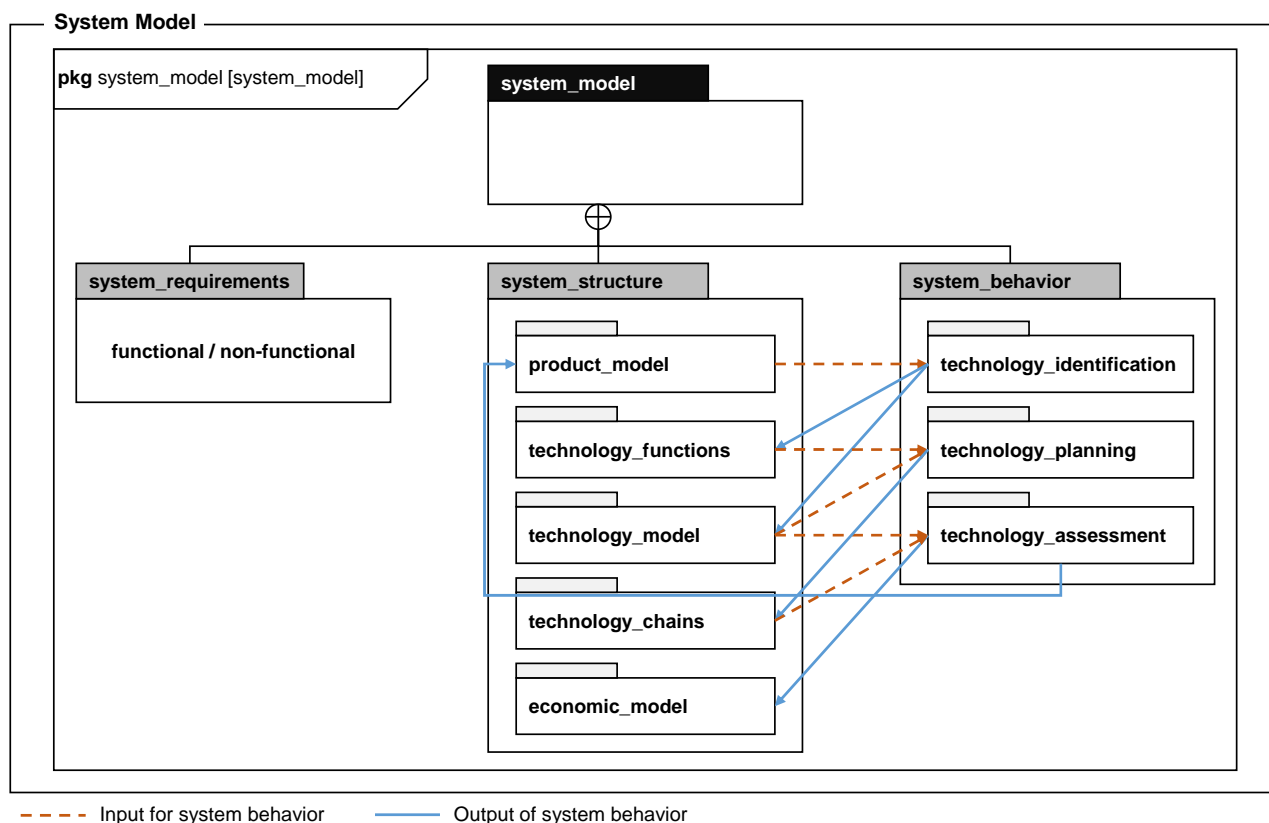 System Model
pkg system_model [system_model]
system_model
system_requirements
functional / non-functional
system_structure
product_model
technology_functions
technology_model
technology_chains
economic_model
system_behavior
technology_identification
technology_planning
technology_assessment
Input for system behavior
Output of system behavior